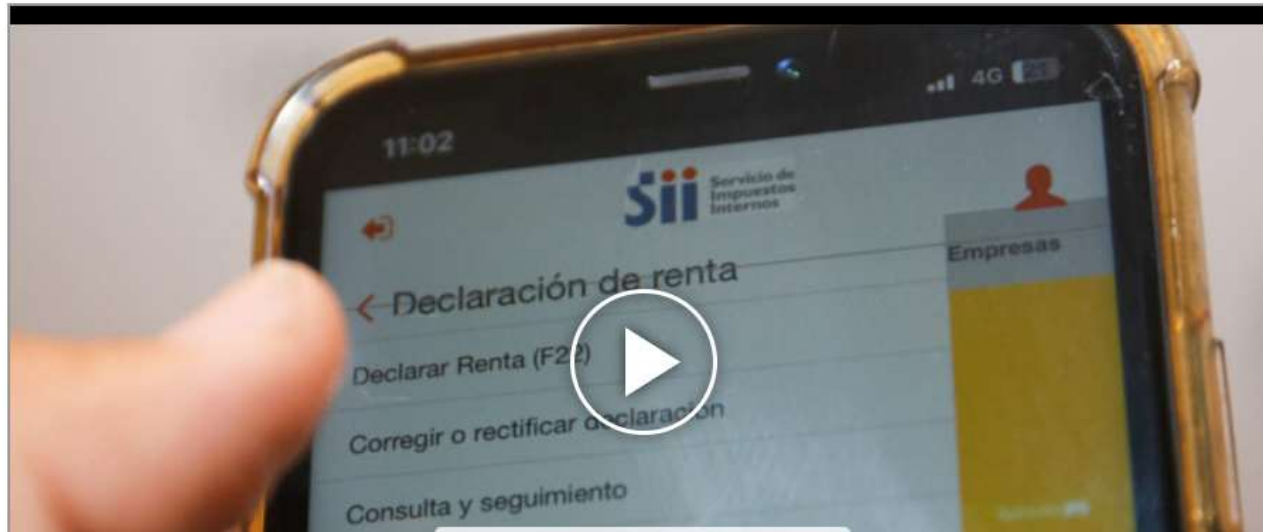 11:02
4G
Sii Servicio de
Impuestos
Internos
Empresas
Declaración de renta
Declarar Renta (F22)
Corregir o rectificar declaración
Consulta y seguimiento